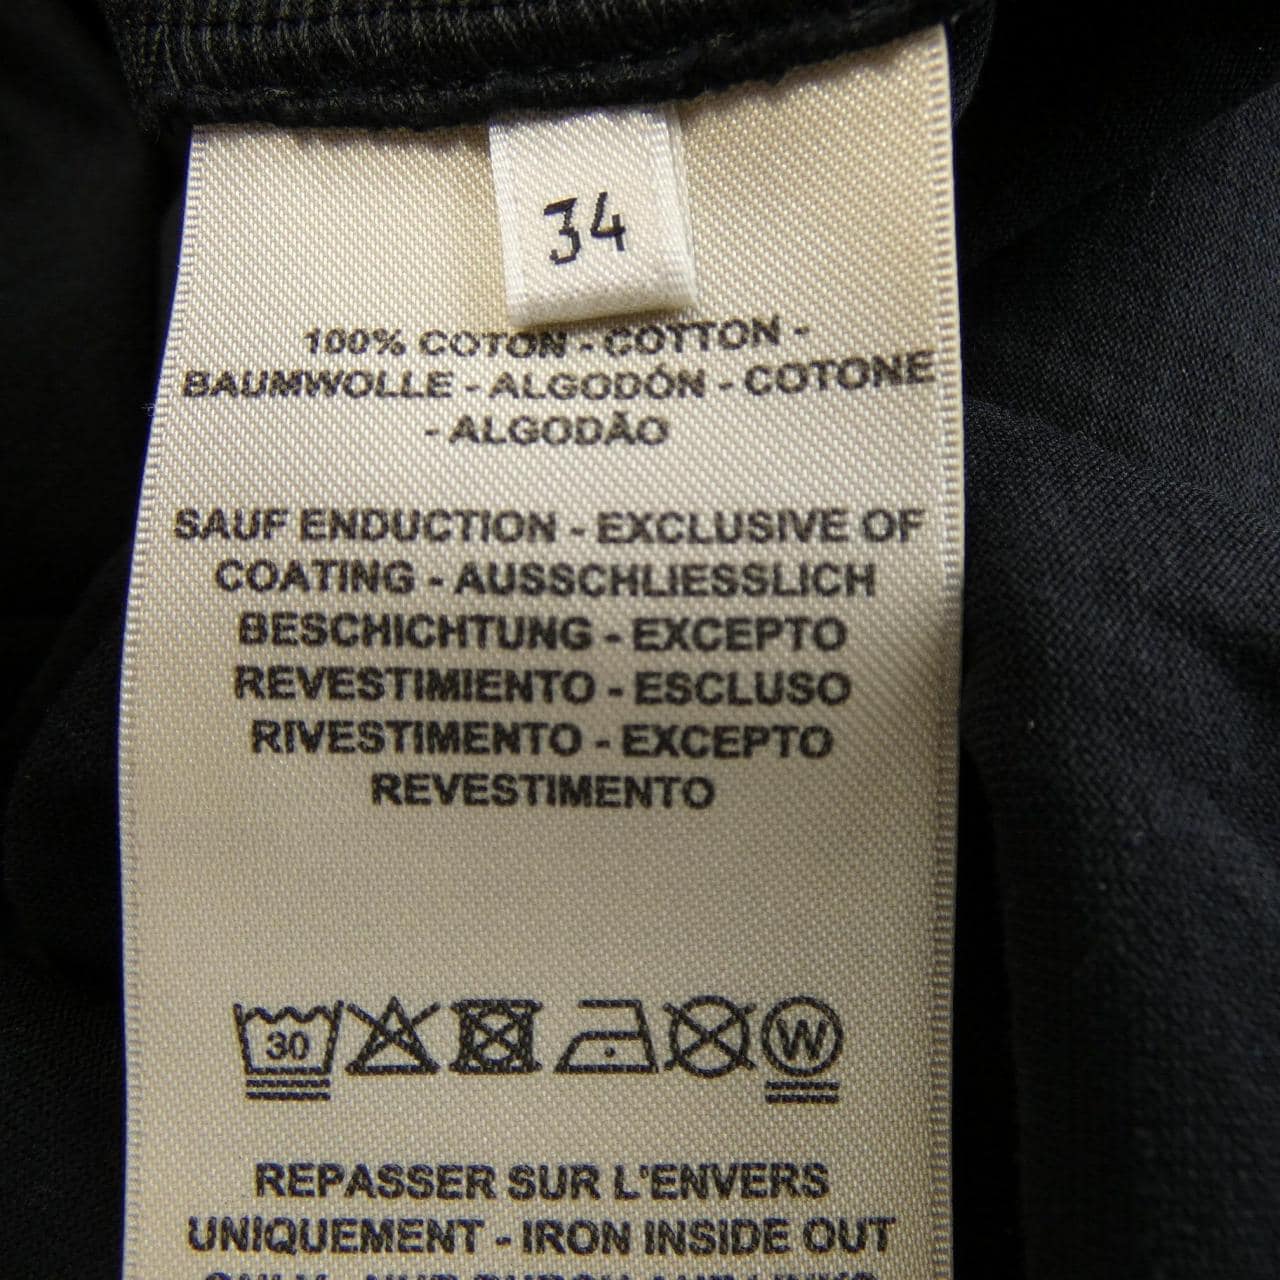 34
100% COTON - COTTON -
BAUMWOLLE - ALGODÓN - COTONE
- ALGODÃO
SAUF ENDUCTION - EXCLUSIVE OF
COATING - AUSSCHLIESSLICH
BESCHICHTUNG - EXCEPTO
REVESTIMIENTO - ESCLUSO
RIVESTIMENTO - EXCEPTO
REVESTIMENTO
30 W
REPASSER SUR L'ENVERS
UNIQUEMENT - IRON INSIDE OUT